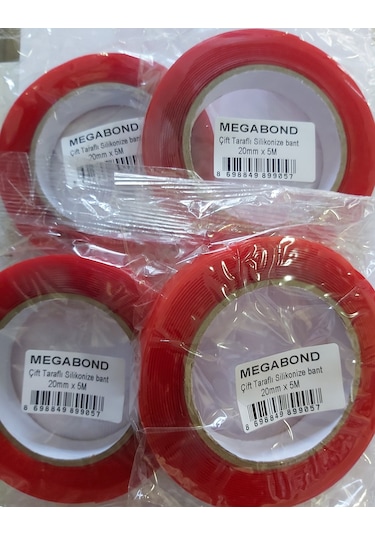 MEGABOND
Çift Taraflı Silikonize bant
20mm x 5M
8 698849 899057
MEGABOND
Çift Taraflı Silikonize bant
20mm x 5M
8 698849 899057
MEGABOND
Çift Taraflı Silikonize bant
20mm x 5M
8 698849 899057
MEGABOND
Çift Taraflı Silikonize bant
20mm x 5M
8 698849 899057